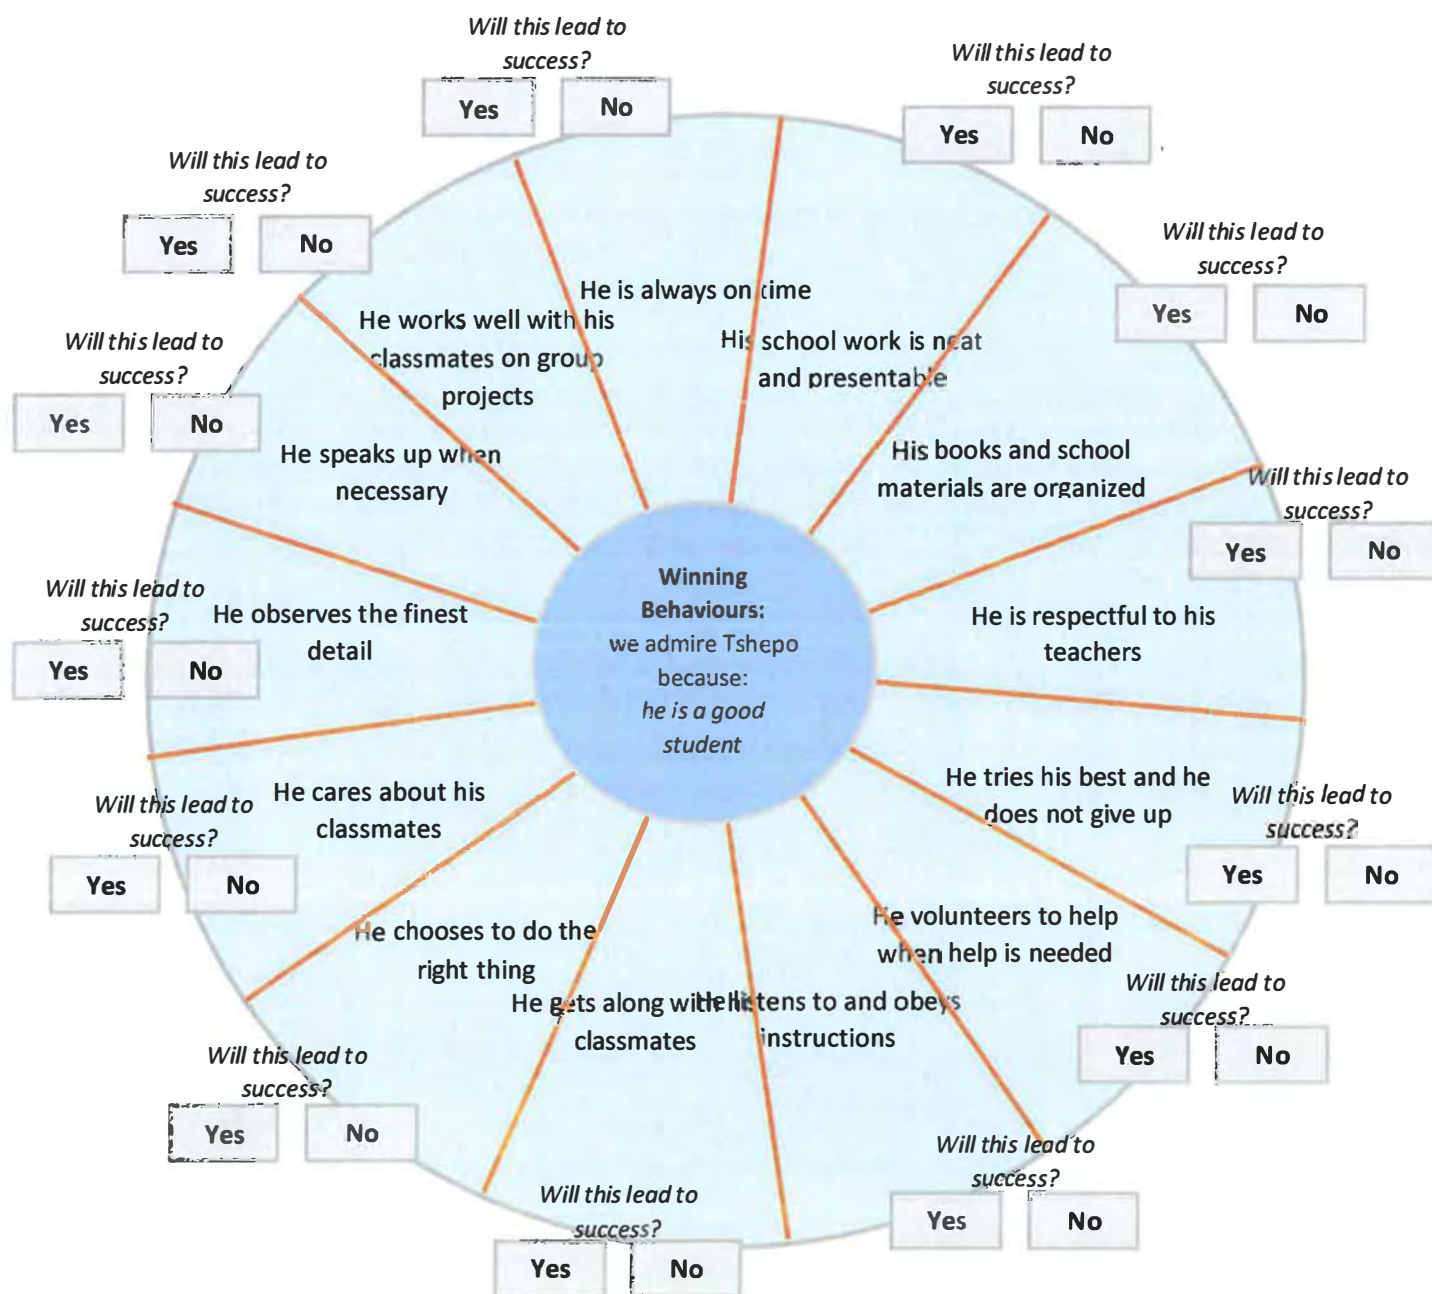 Will this lead to
success?
Yes No
Will this lead to
success?
Yes No
Will this lead to
success?
Yes No
Will this lead to
success?
Yes No
Will this lead to
success?
Yes No
Will this lead to
success?
Yes No
Will this lead to
success?
Yes No
Will this lead to
success?
Yes No
Will this lead to
success?
Yes No
Will this lead to
success?
Yes No
Will this lead to
success?
Yes No
Will this lead to
success?
Yes No
Will this lead to
success?
Yes No
He is always on time
His school work is neat
and presentable
His books and school
materials are organized
He is respectful to his
teachers
He tries his best and he
does not give up
He volunteers to help
when help is needed
He listens to and obeys
instructions
He gets along with
classmates
He chooses to do the
right thing
He cares about his
classmates
He observes the finest
detail
He speaks up when
necessary
He works well with his
classmates on group
projects
Winning
Behaviours:
we admire Tshepo
because:
he is a good
student